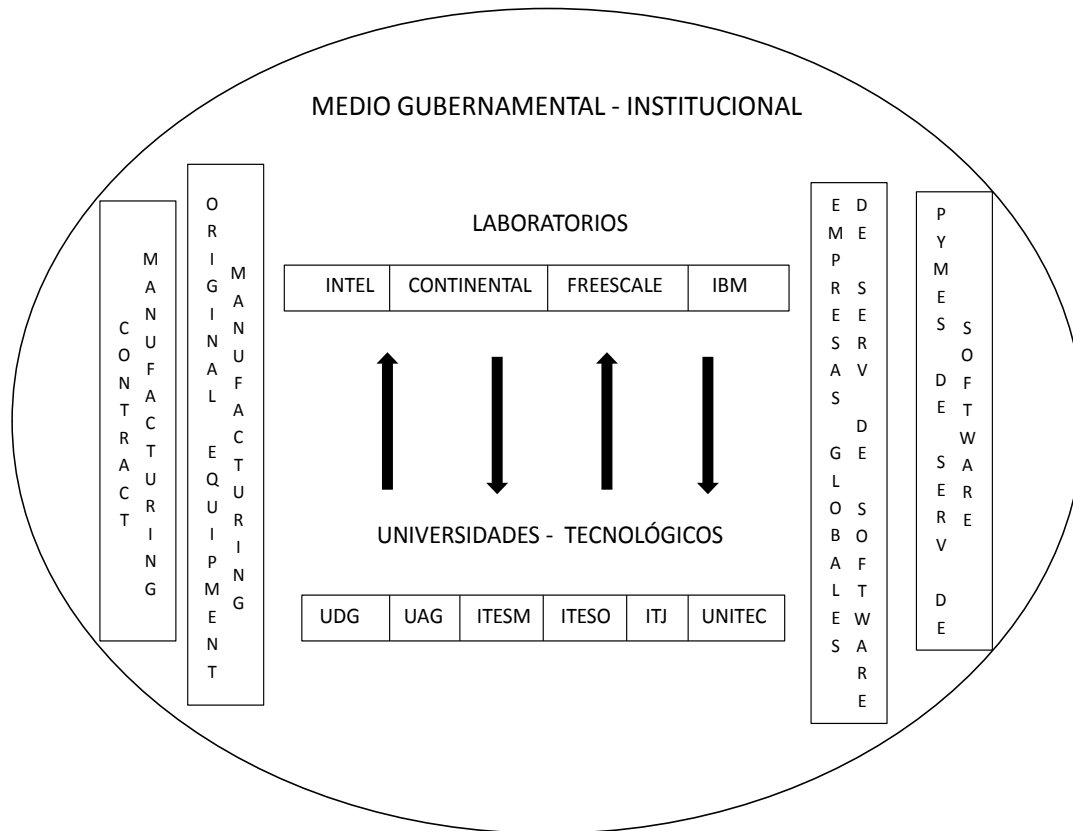 MEDIO GUBERNAMENTAL - INSTITUCIONAL
CONTRACT
MANUFACTURING
ORIGINAL EQUIPMENT
MANUFACTURING
LABORATORIOS
INTEL CONTINENTAL FREESCALE IBM
UNIVERSIDADES - TECNOLÓGICOS
UDG UAG ITESM ITESO ITJ UNITEC
EMPRESAS GLOBALES
DE SERV DE SOFTWARE
PYMES DE SERV DE
SOFTWARE